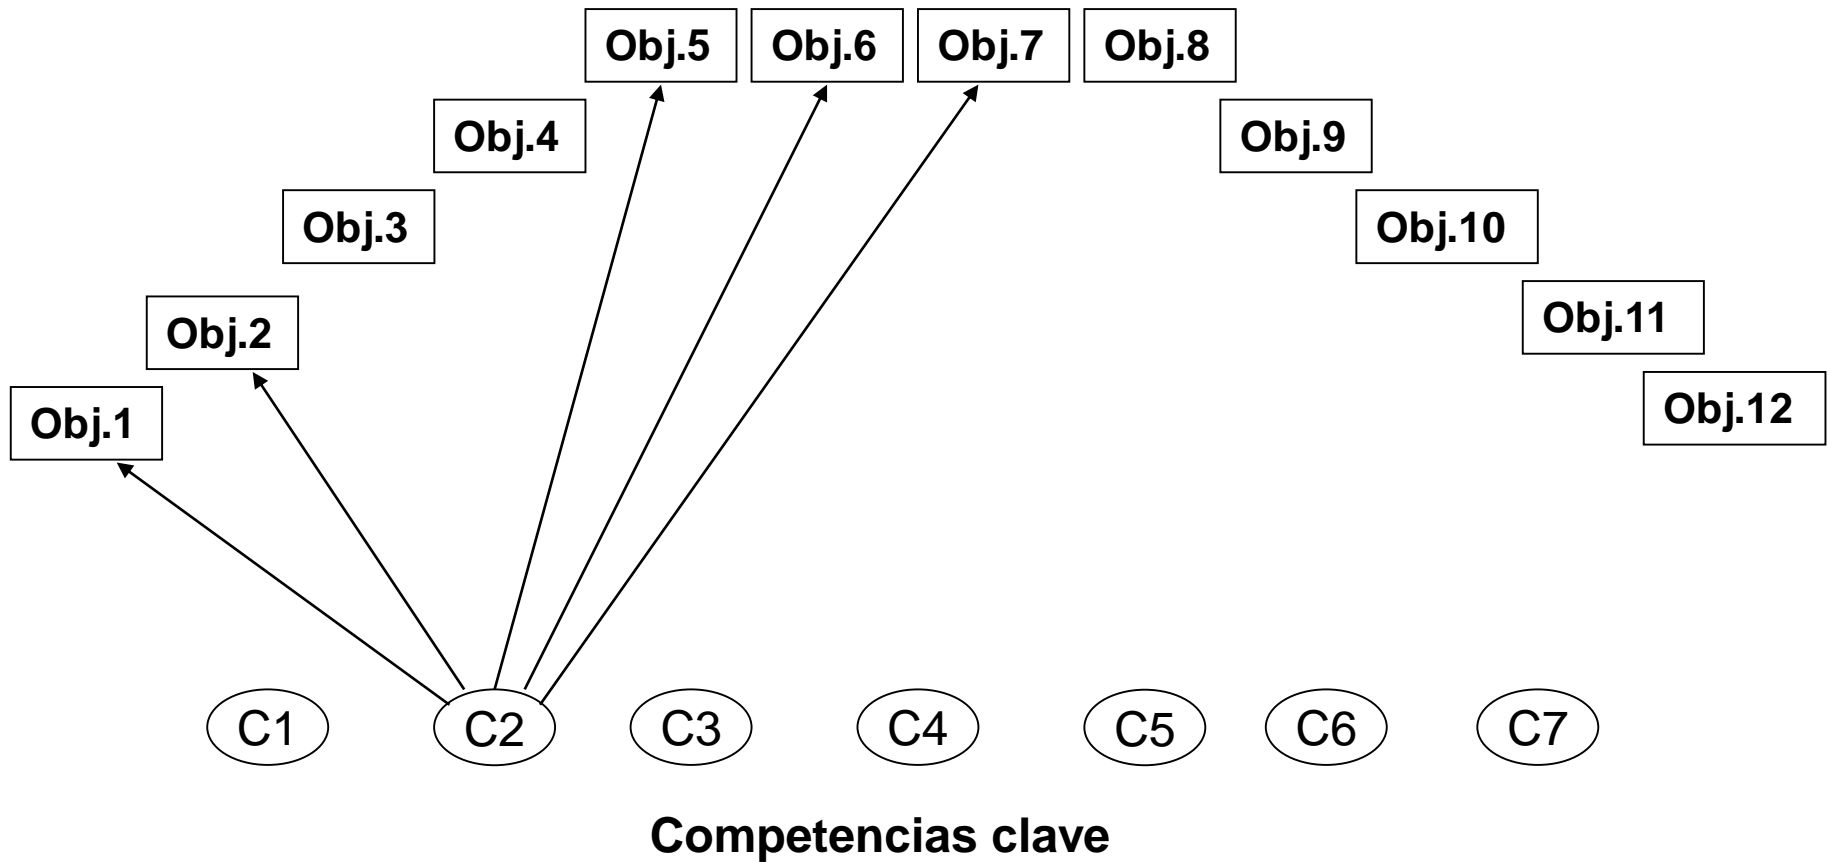 Obj.5 Obj.6 Obj.7 Obj.8
Obj.4 Obj.9
Obj.3 Obj.10
Obj.2 Obj.11
Obj.1 Obj.12
C1 C2 C3 C4 C5 C6 C7
Competencias clave